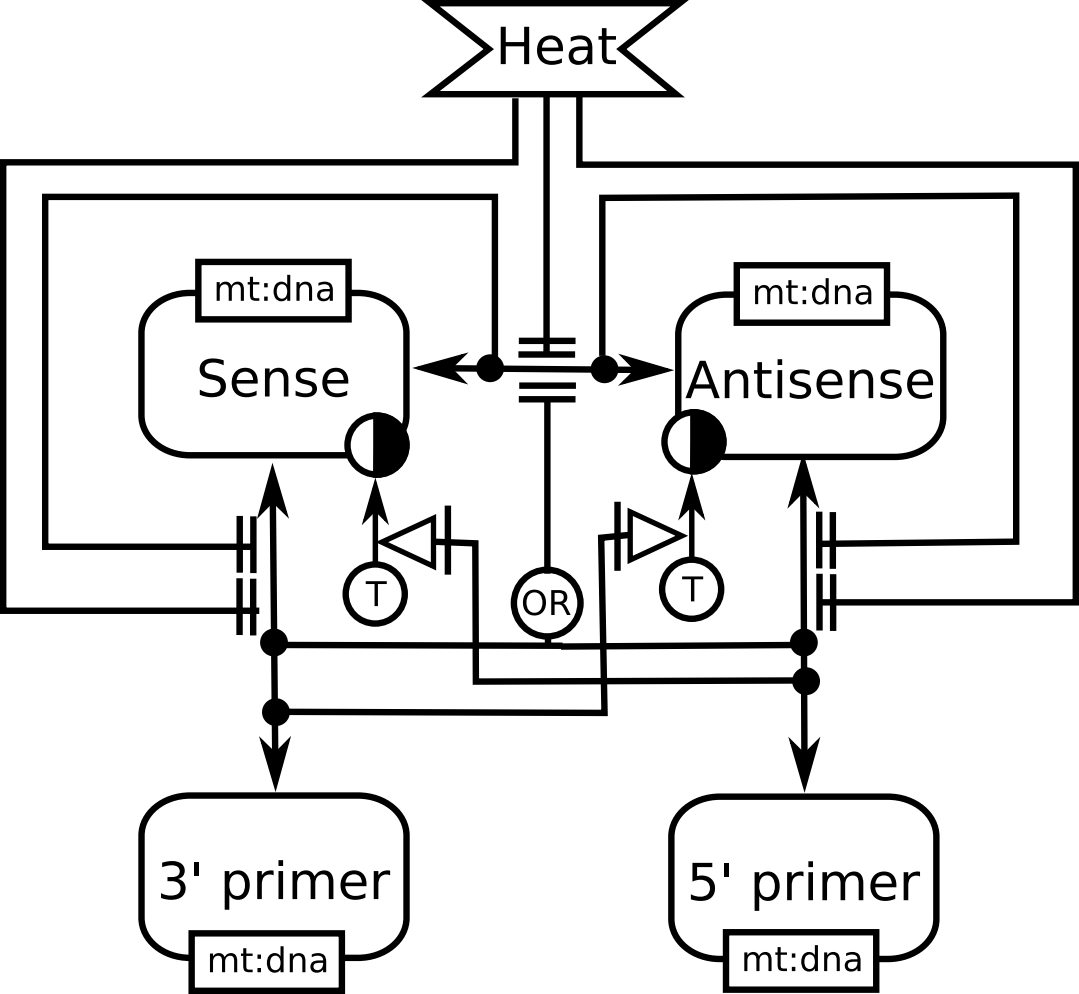 Heat
mt:dna
mt:dna
Sense
Antisense
T
OR
T
3' primer
5' primer
mt:dna
mt:dna